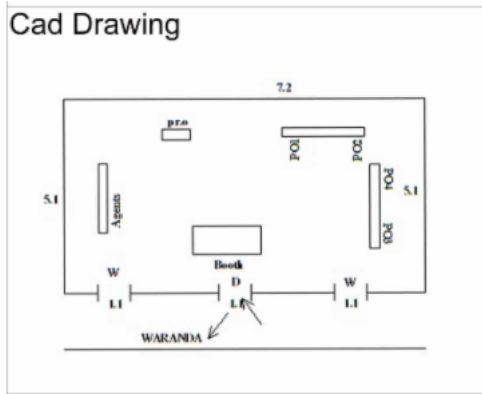 Cad Drawing
7.2
pr.o
PO1
PO2
5.1
Agents
PO4
5.1
PO3
Booth
W
D
W
1.1
1.1
1.1
WARANDA